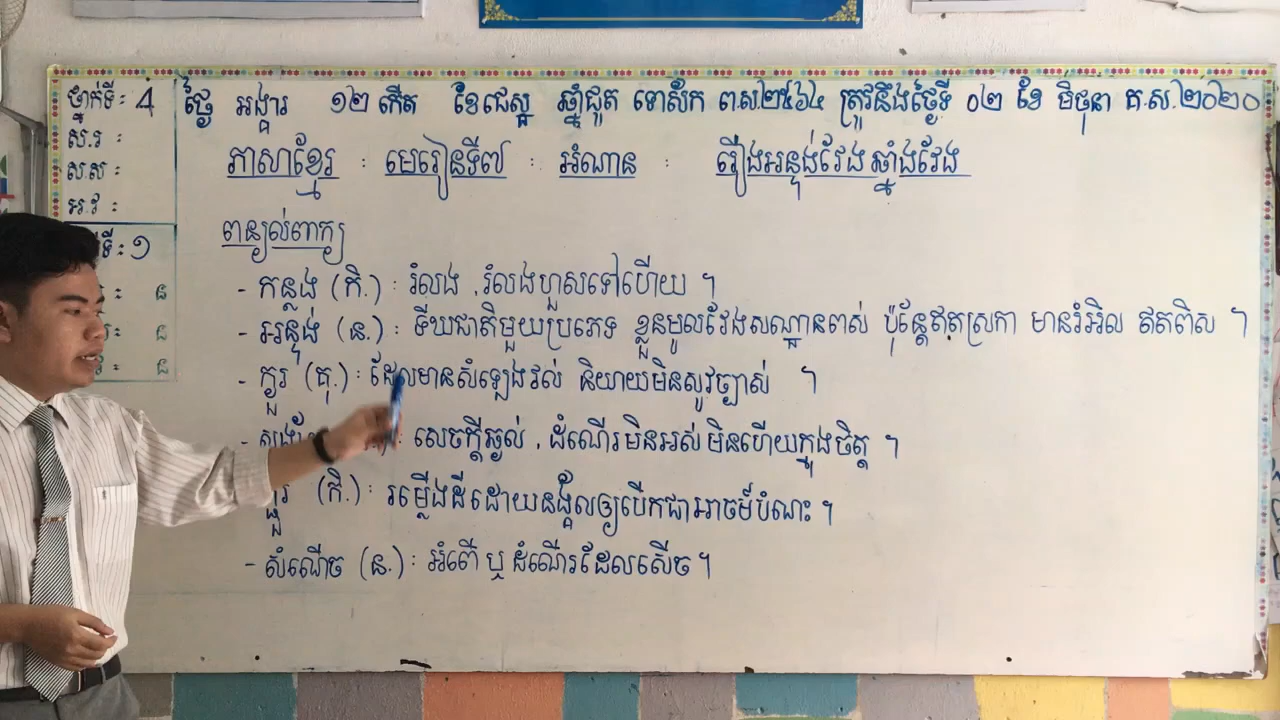 ថ្នាក់ទី: 4
ស.រ :
ស.ស :
អ.វ :
ទី: ១
ថ្ងៃ អង្គារ ១២ កើត ខែជេស្ឋ ឆ្នាំជូត ទោស័ក ព.ស.២៥៦៤ ត្រូវនឹងថ្ងៃទី ០២ ខែ មិថុនា គ.ស.២០២០
ភាសាខ្មែរ : មេរៀនទី៧ : អំណាន : រឿងអន្ទង់វែង ឆ្នាំងវែង
ពន្យល់ពាក្យ
- កន្លង (កិ.) : រំលង , រំលងហួសទៅហើយ ។
- អន្ទង់ (ន.) : ទីឃជាតិមួយប្រភេទ ខ្លួនមូលវែងសណ្ឋានពស់ ប៉ុន្តែឥតស្រកា មានរំអិល ឥតពិស ។
- ក្ងួរ (គុ.) : ដែលមានសំឡេងរល់ និយាយមិនសូវច្បាស់ ។
: សេចក្ដីឆ្ងល់ , ដំណើរមិនអស់ មិនហើយក្នុងចិត្ត ។
(កិ.) : រម្លើងដីដោយនង្គ័លឲ្យបើកជាអាចម៍បំណះ ។
- សំណើច (ន.) : អំពើ ឬ ដំណើរដែលសើច ។